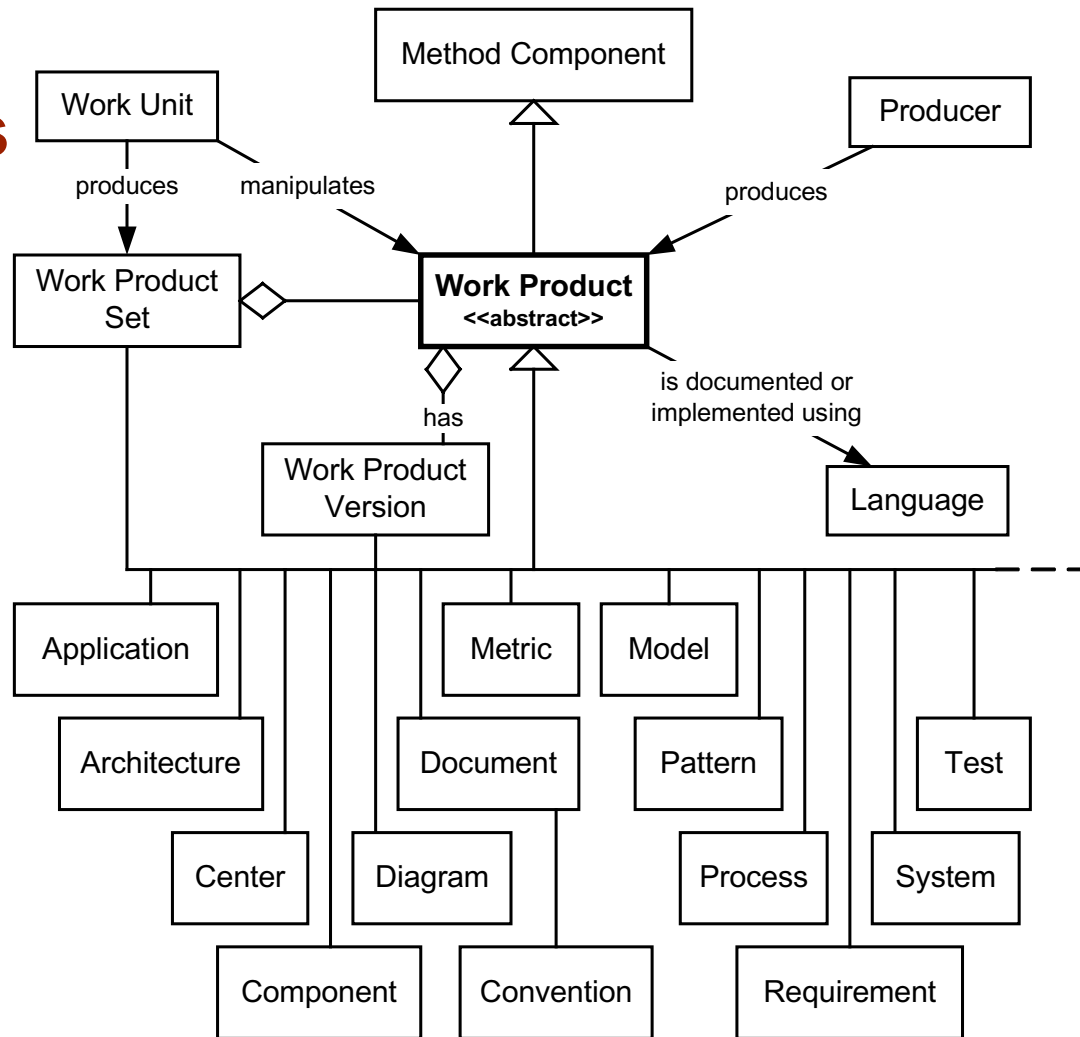 Method Component
Work Unit
Producer
s
produces
manipulates
produces
Work Product
Set
Work Product
<<abstract>>
is documented or
implemented using
has
Work Product
Version
Language
Application
Metric
Model
Architecture
Document
Pattern
Test
Center
Diagram
Process
System
Component
Convention
Requirement